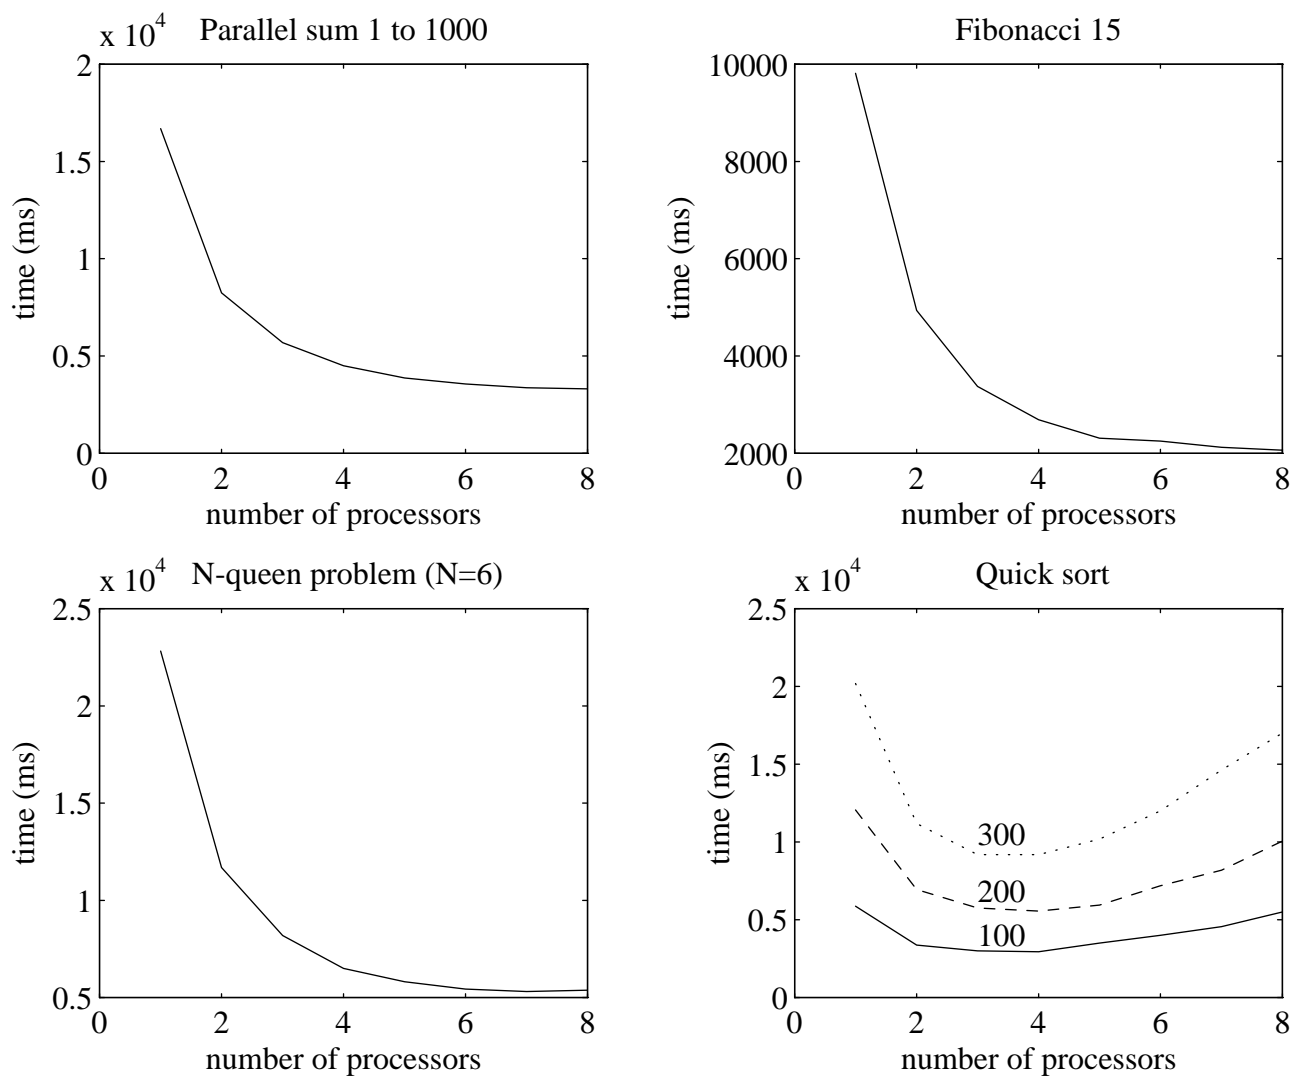 x 10^4 Parallel sum 1 to 1000
2
1.5
1
0.5
0
time (ms)
0 2 4 6 8
number of processors
Fibonacci 15
10000
8000
6000
4000
2000
time (ms)
0 2 4 6 8
number of processors
x 10^4 N-queen problem (N=6)
2.5
2
1.5
1
0.5
time (ms)
0 2 4 6 8
number of processors
x 10^4 Quick sort
2.5
2
1.5
1
0.5
0
time (ms)
300
200
100
0 2 4 6 8
number of processors